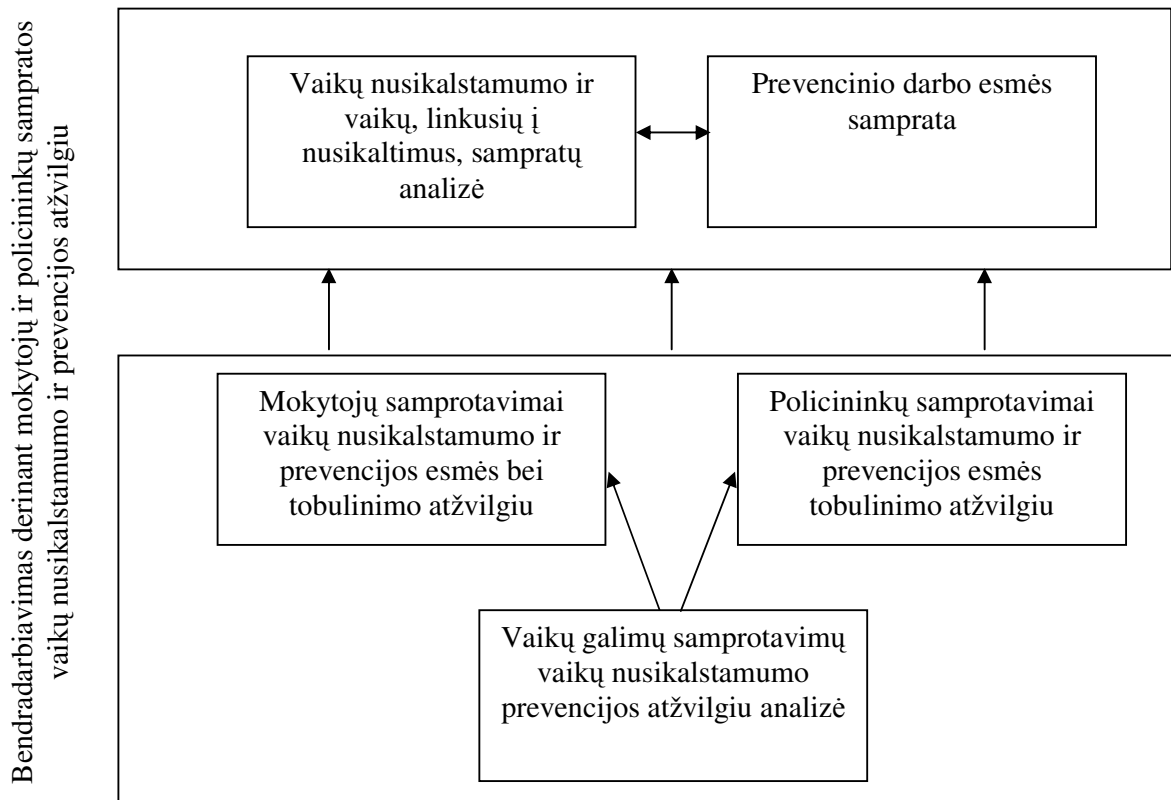 Bendradarbiavimas derinant mokytojų ir policininkų sampratos
vaikų nusikalstamumo ir prevencijos atžvilgiu
Vaikų nusikalstamumo ir
vaikų, linkusių į
nusikaltimus, sampratų
analizė
Prevencinio darbo esmės
samprata
Mokytojų samprotavimai
vaikų nusikalstamumo ir
prevencijos esmės bei
tobulinimo atžvilgiu
Policininkų samprotavimai
vaikų nusikalstamumo ir
prevencijos esmės
tobulinimo atžvilgiu
Vaikų galimų samprotavimų
vaikų nusikalstamumo
prevencijos atžvilgiu analizė